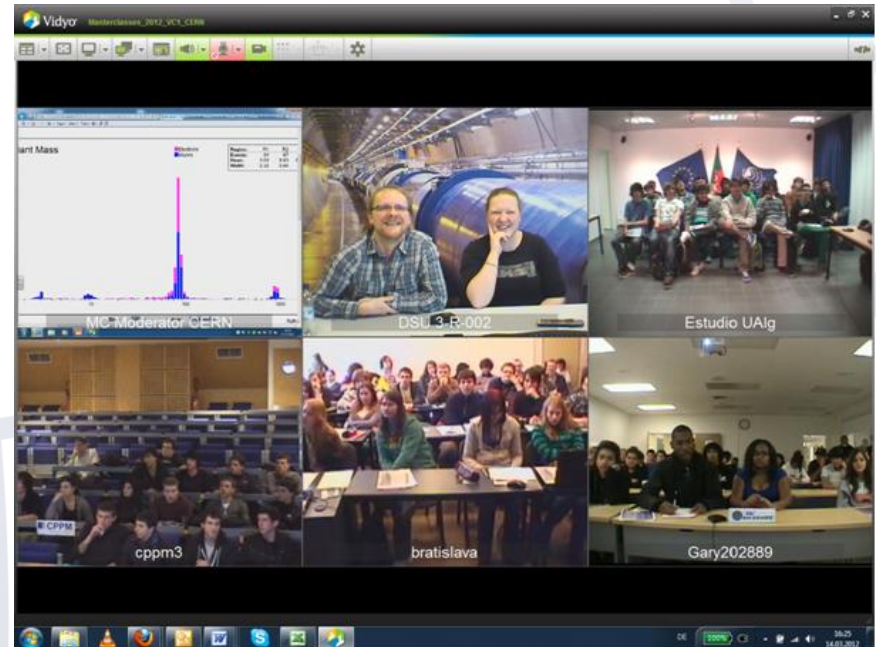 Vidyo Masterclasses_2012_VC1_CERN
iant Mass
MC Moderator CERN
DSU 3-R-002
Estudio UAlg
CPPM
cppm3
bratislava
Gary202889
DE 100% 16:25
14.03.2012